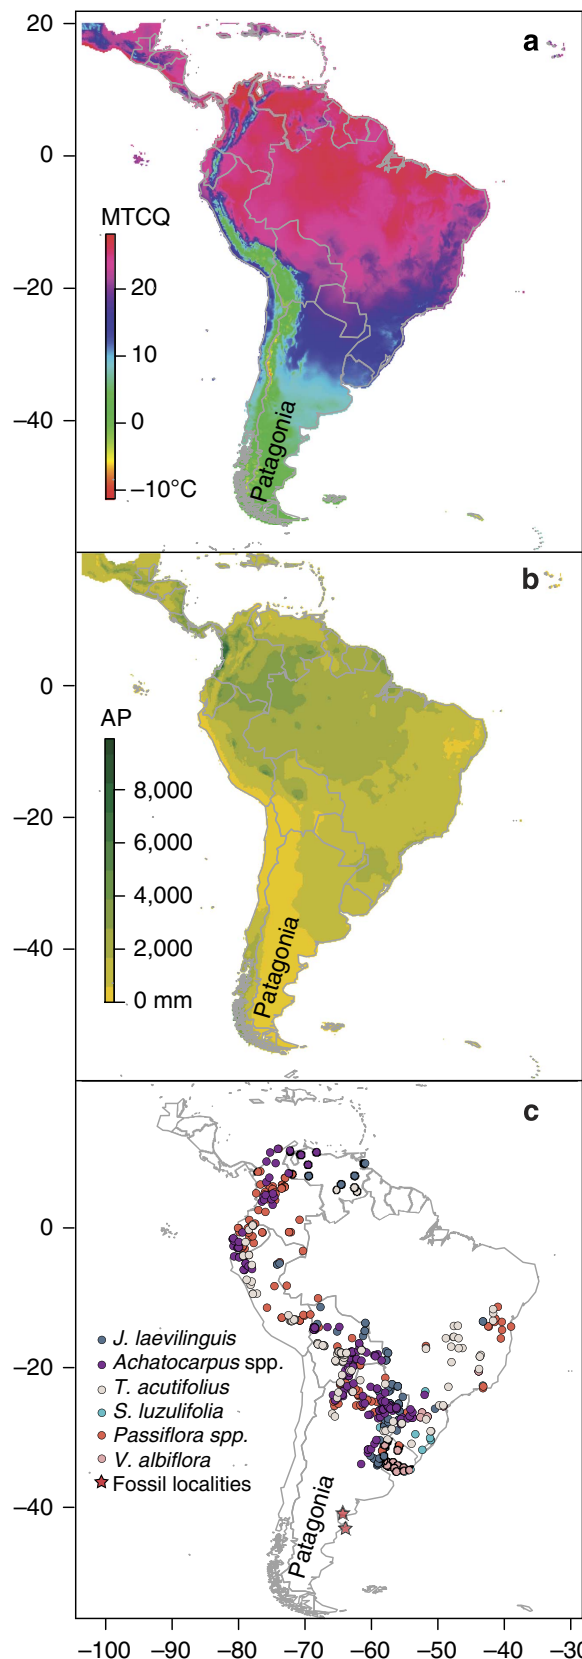 20
a
0
MTCQ
20
−20
10
0
−40
−10°C
Patagonia
b
0
AP
8,000
−20
6,000
4,000
2,000
−40
0 mm
Patagonia
c
0
J. laevilinguis
Achatocarpus spp.
−20
T. acutifolius
S. luzulifolia
Passiflora spp.
V. albiflora
Fossil localities
−40
Patagonia
−100 −90 −80 −70 −60 −50 −40 −30